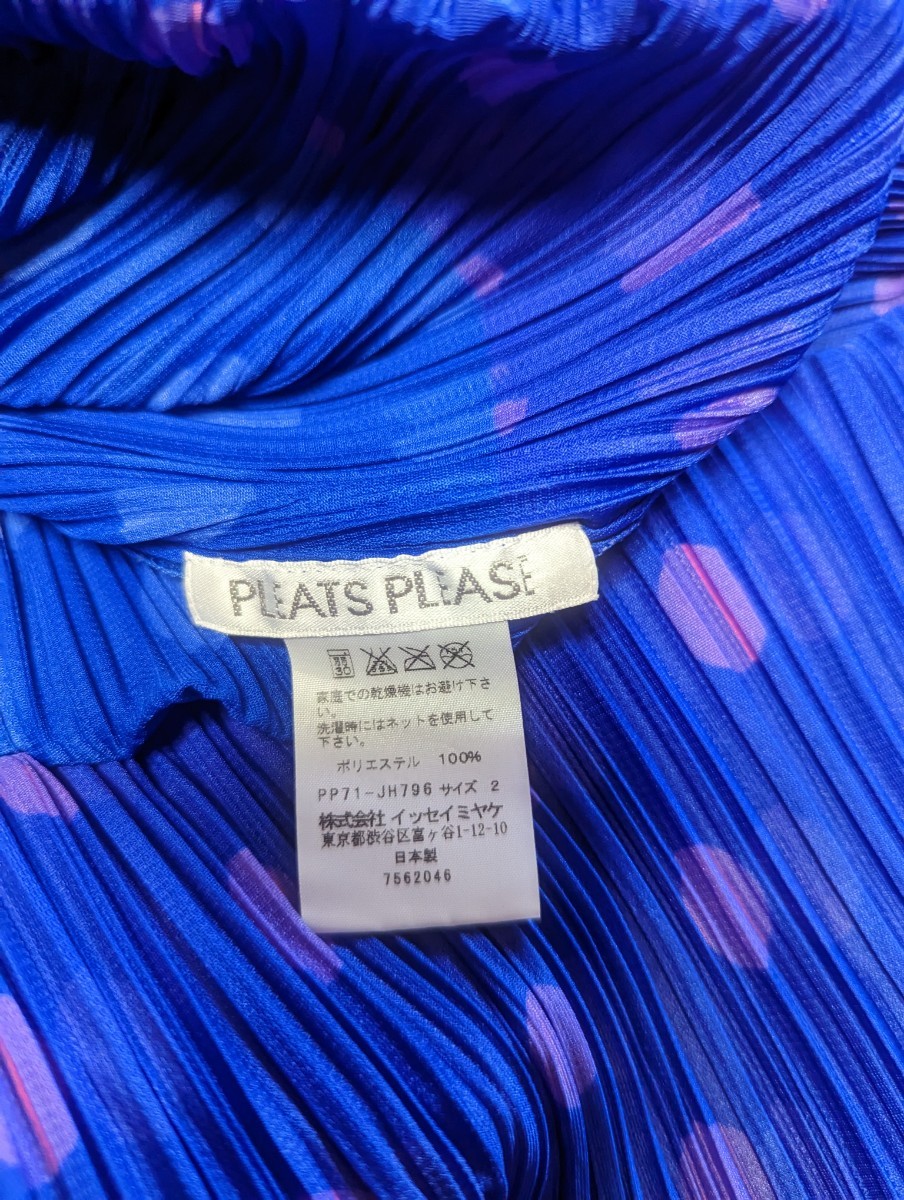 PLEATS PLEASE
家庭での乾燥機はお避け下さ
い。
洗濯時にはネットを使用して
下さい。
ポリエステル 100%
PP71-JH796 サイズ 2
株式会社 イッセイミヤケ
東京都渋谷区富ヶ谷1-12-10
日本製
7562046